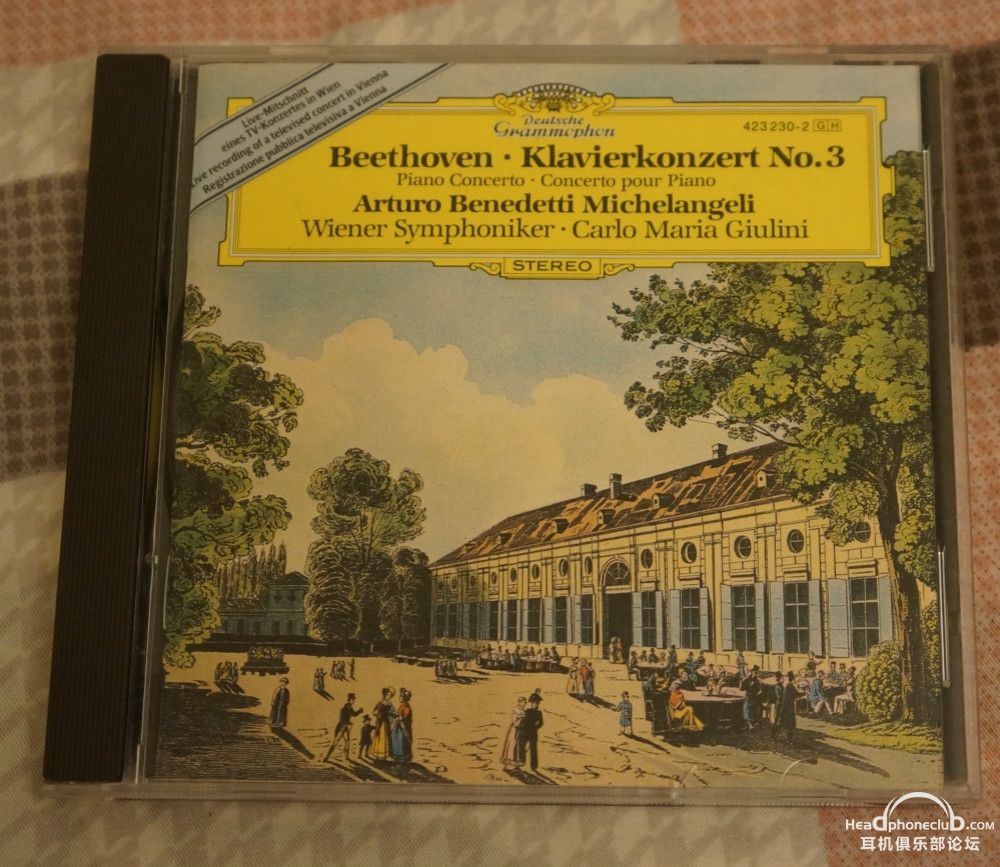 Live-Mitschnitt
eines TV-Konzertes in Wien
Live recording of a televised concert in Vienna
Registrazione pubblica televisiva a Vienna
Deutsche
Grammophon
423 230-2 GH
Beethoven · Klavierkonzert No. 3
Piano Concerto · Concerto pour Piano
Arturo Benedetti Michelangeli
Wiener Symphoniker · Carlo Maria Giulini
STEREO
HeadphoneClub.com
耳机俱乐部论坛